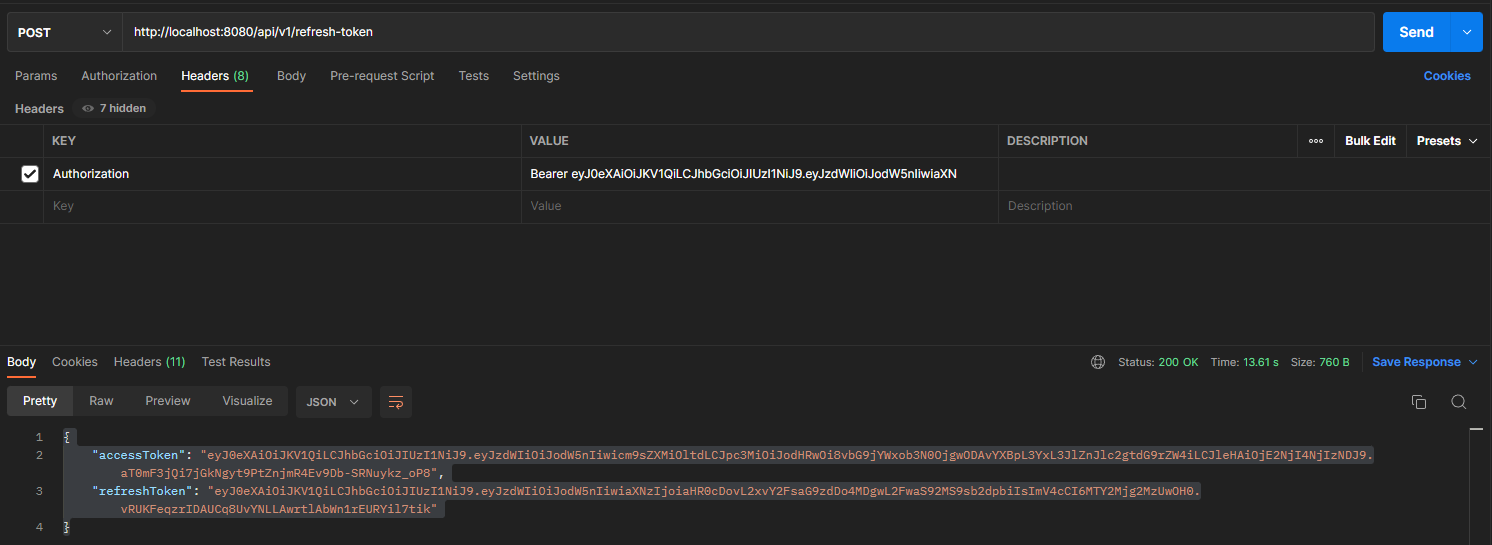 POST http://localhost:8080/api/v1/refresh-token Send
Params Authorization Headers (8) Body Pre-request Script Tests Settings Cookies
Headers 7 hidden
KEY VALUE DESCRIPTION ooo Bulk Edit Presets
Authorization Bearer eyJ0eXAiOiJKV1QiLCJhbGciOiJIUzI1NiJ9.eyJzdWIiOiJodW5nIiwiaXN
Key Value Description
Body Cookies Headers (11) Test Results Status: 200 OK Time: 13.61 s Size: 760 B Save Response
Pretty Raw Preview Visualize JSON
1 {
2 "accessToken": "eyJ0eXAiOiJKV1QiLCJhbGciOiJIUzI1NiJ9.eyJzdWIiOiJodW5nIiwicm9sZXMiOltdLCJpc3MiOiJodHRwOi8vbG9jYWxob3N0OjgwODAvYXBpL3YxL3JlZnJlc2gtdG9rZW4iLCJleHAiOjE2NjI4NjIzNDJ9.
aT0mF3jQi7jGkNgyt9PtZnjmR4Ev9Db-SRNuykz_oP8",
3 "refreshToken": "eyJ0eXAiOiJKV1QiLCJhbGciOiJIUzI1NiJ9.eyJzdWIiOiJodW5nIiwiaXNzIjoiaHR0cDovL2xvY2FsaG9zdDo4MDgwL2FwaS92MS9sb2dpbiIsImV4cCI6MTY2Mjg2MzUwOH0.
vRUKFeqzrIDAUCq8UvYNLLAwrtlAbWn1rEURYil7tik"
4 }